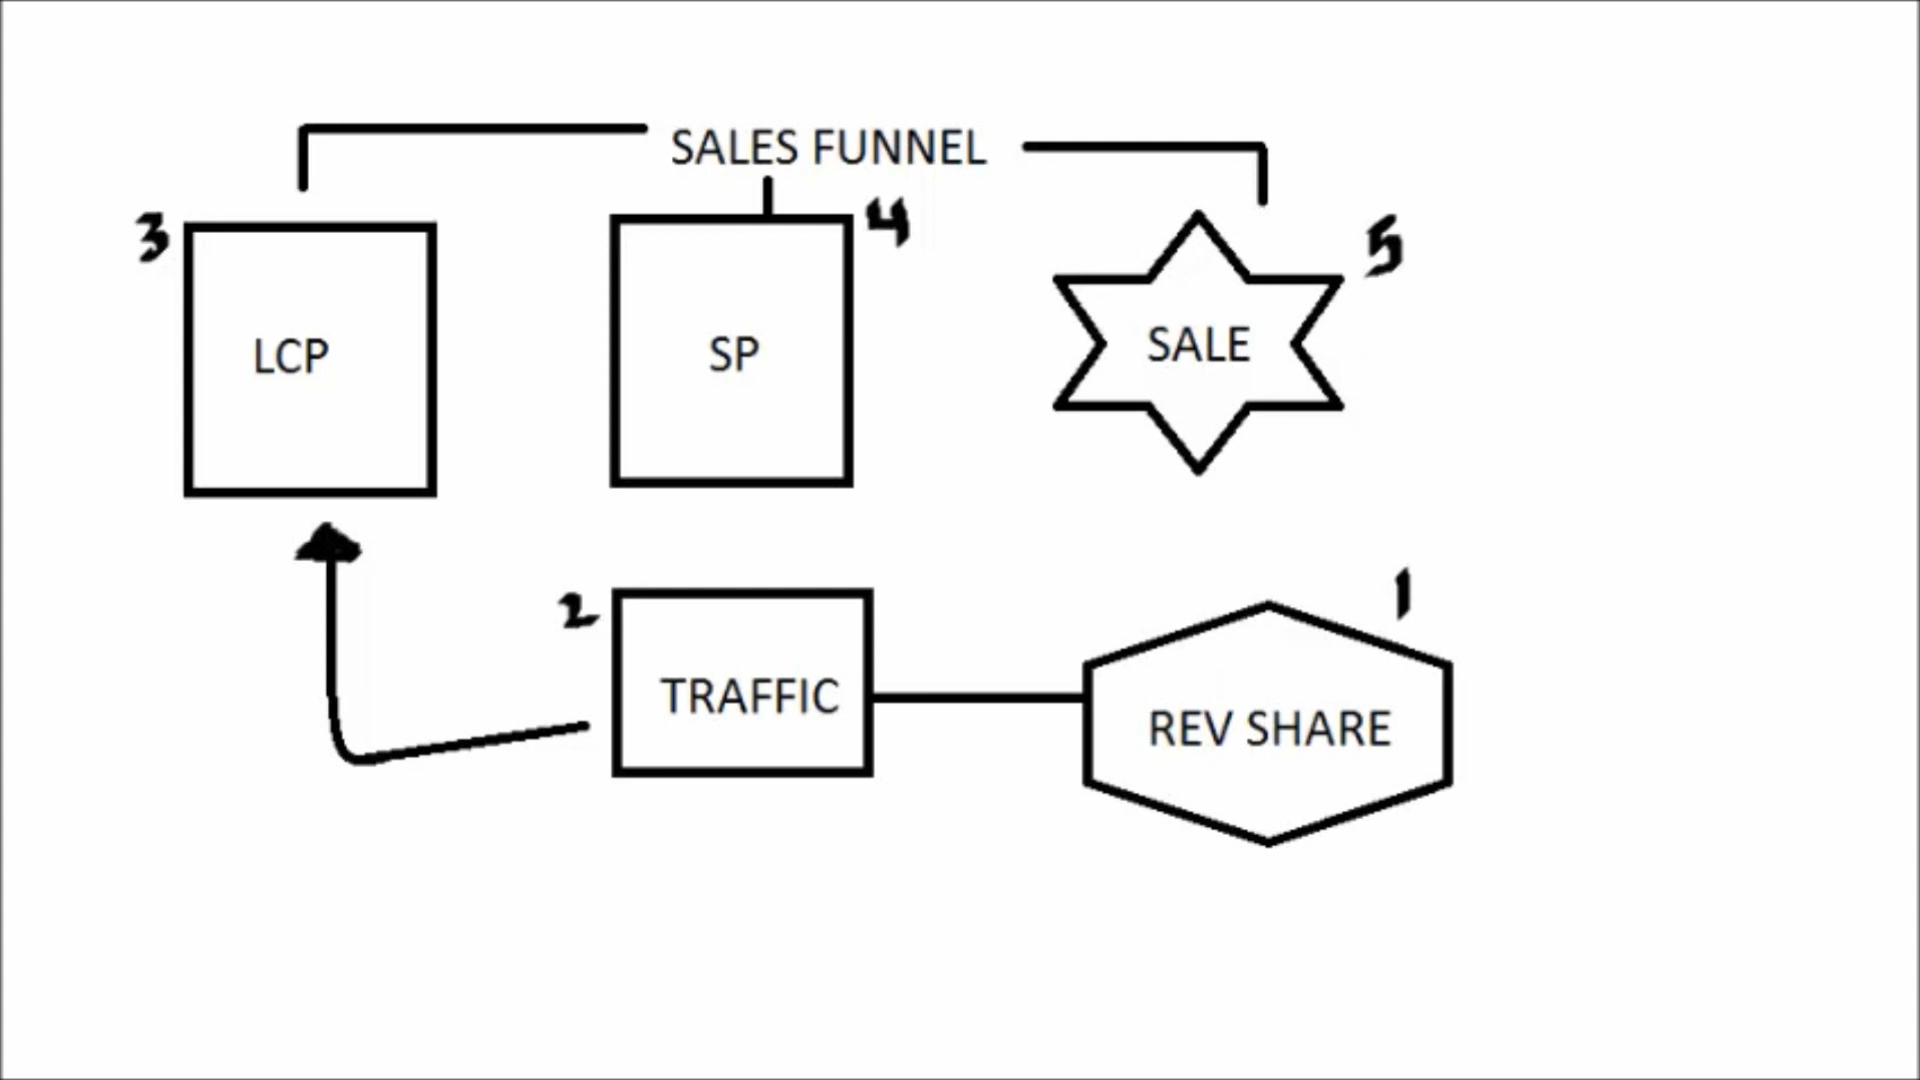 SALES FUNNEL
3
4
5
LCP
SP
SALE
2
1
TRAFFIC
REV SHARE